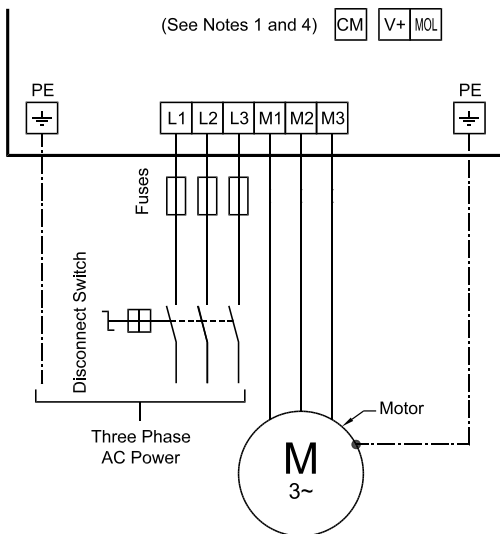 (See Notes 1 and 4) CM V+ MOL
PE PE
L1 L2 L3 M1 M2 M3
Fuses
Disconnect Switch
Motor
Three Phase
AC Power
M
3~